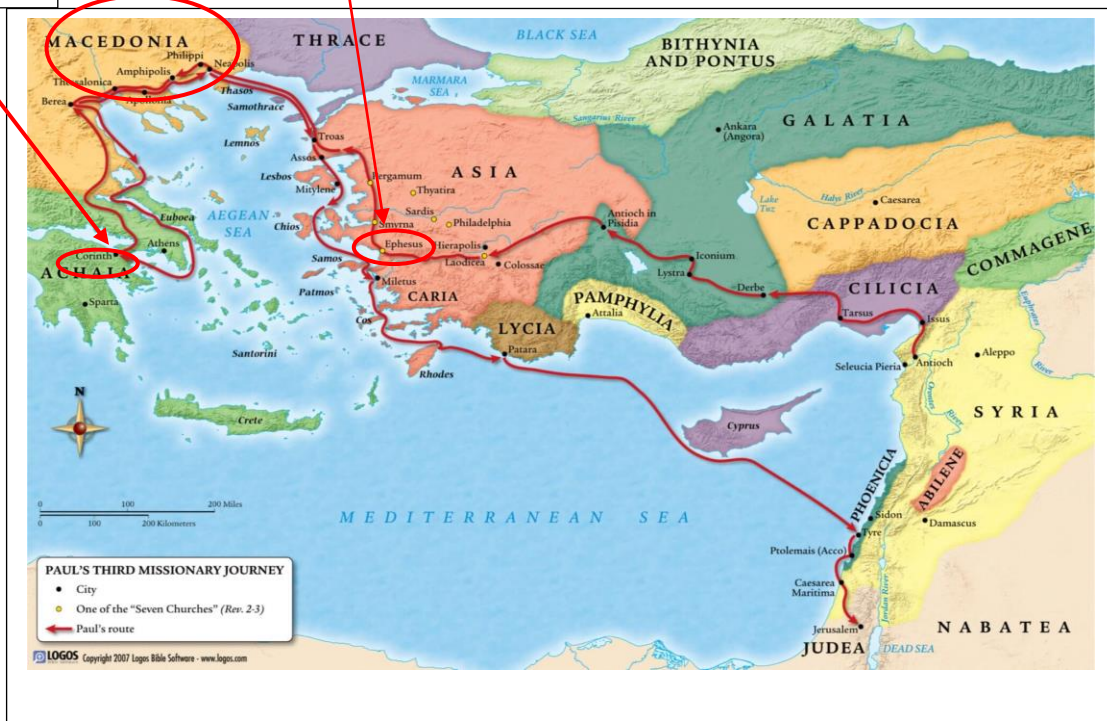 MACEDONIA
THRACE
BLACK SEA
BITHYNIA
AND PONTUS
Philippi
Neapolis
Amphipolis
Thessalonica
Apollonia
Berea
Thasos
Samothrace
MARMARA
SEA
Sangarius River
GALATIA
Ankara
(Angora)
Lemnos
Troas
Assos
Lesbos
Mitylene
ASIA
Pergamum
Thyatira
Sardis
Smyrna
Philadelphia
Lake
Tuz
Halys River
Caesarea
CAPPADOCIA
AEGEAN
SEA
Euboea
Chios
Athens
Corinth
ACHAIA
Sparta
Samos
Ephesus
Hierapolis
Laodicea
Colossae
Antioch in
Pisidia
Iconium
Lystra
Derbe
COMMAGENE
CILICIA
Tarsus
Issus
Euphrates
River
Patmos
Miletus
CARIA
Cos
LYCIA
PAMPHYLIA
Attalia
Patara
Santorini
Rhodes
Seleucia Pieria
Antioch
Aleppo
Orontes
River
SYRIA
N
Crete
Cyprus
PHOENICIA
ABILENE
0 100 200 Miles
0 100 200 Kilometers
MEDITERRANEAN SEA
Sidon
Damascus
Tyre
Ptolemais (Acco)
Caesarea
Maritima
Jordan River
Jerusalem
JUDEA
DEAD SEA
NABATEA
PAUL'S THIRD MISSIONARY JOURNEY
City
One of the "Seven Churches" (Rev. 2-3)
Paul's route
LOGOS Copyright 2007 Logos Bible Software - www.logos.com